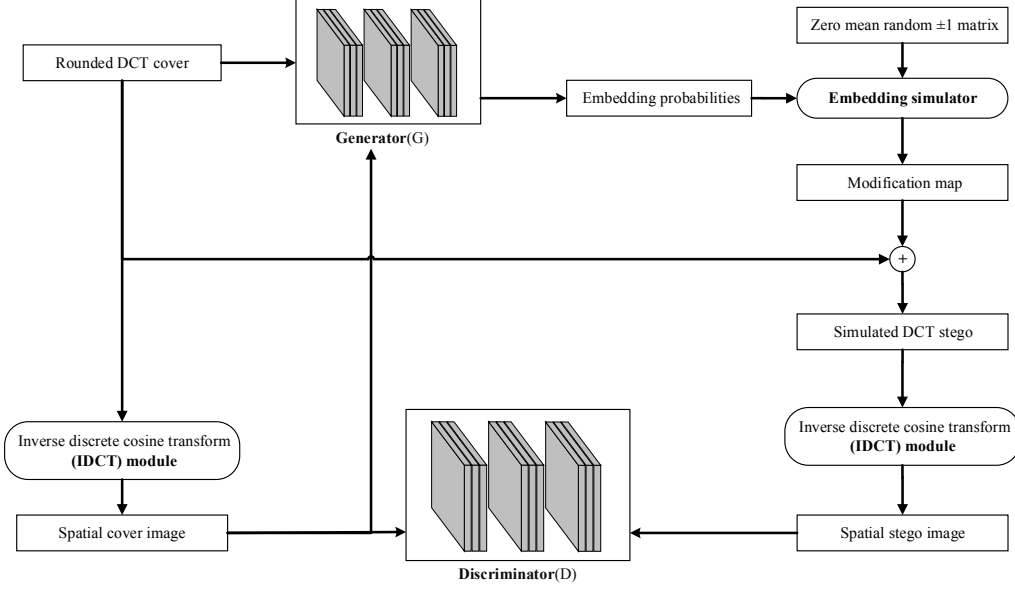 Zero mean random ±1 matrix
Rounded DCT cover
Embedding probabilities
Embedding simulator
Generator(G)
Modification map
+
Simulated DCT stego
Inverse discrete cosine transform
(IDCT) module
Inverse discrete cosine transform
(IDCT) module
Spatial cover image
Spatial stego image
Discriminator(D)